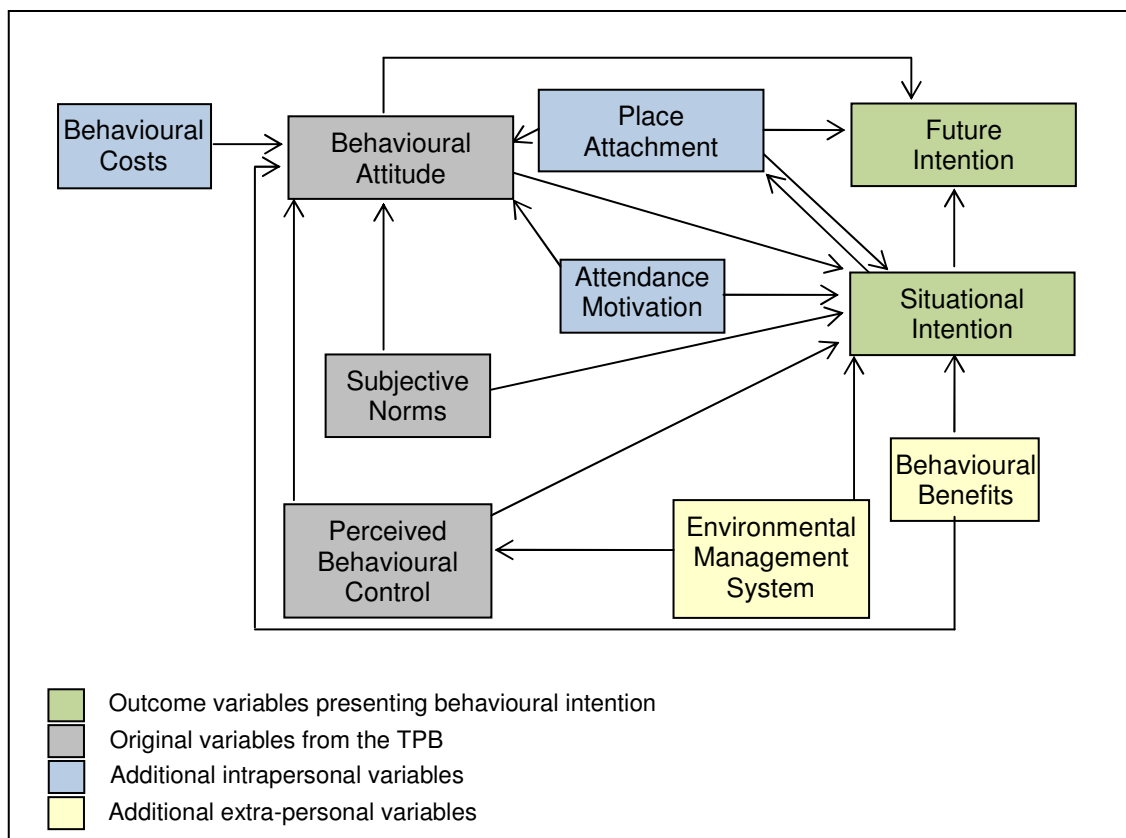 Behavioural
Costs
Behavioural
Attitude
Place
Attachment
Future
Intention
Attendance
Motivation
Situational
Intention
Subjective
Norms
Behavioural
Benefits
Perceived
Behavioural
Control
Environmental
Management
System
Outcome variables presenting behavioural intention
Original variables from the TPB
Additional intrapersonal variables
Additional extra-personal variables